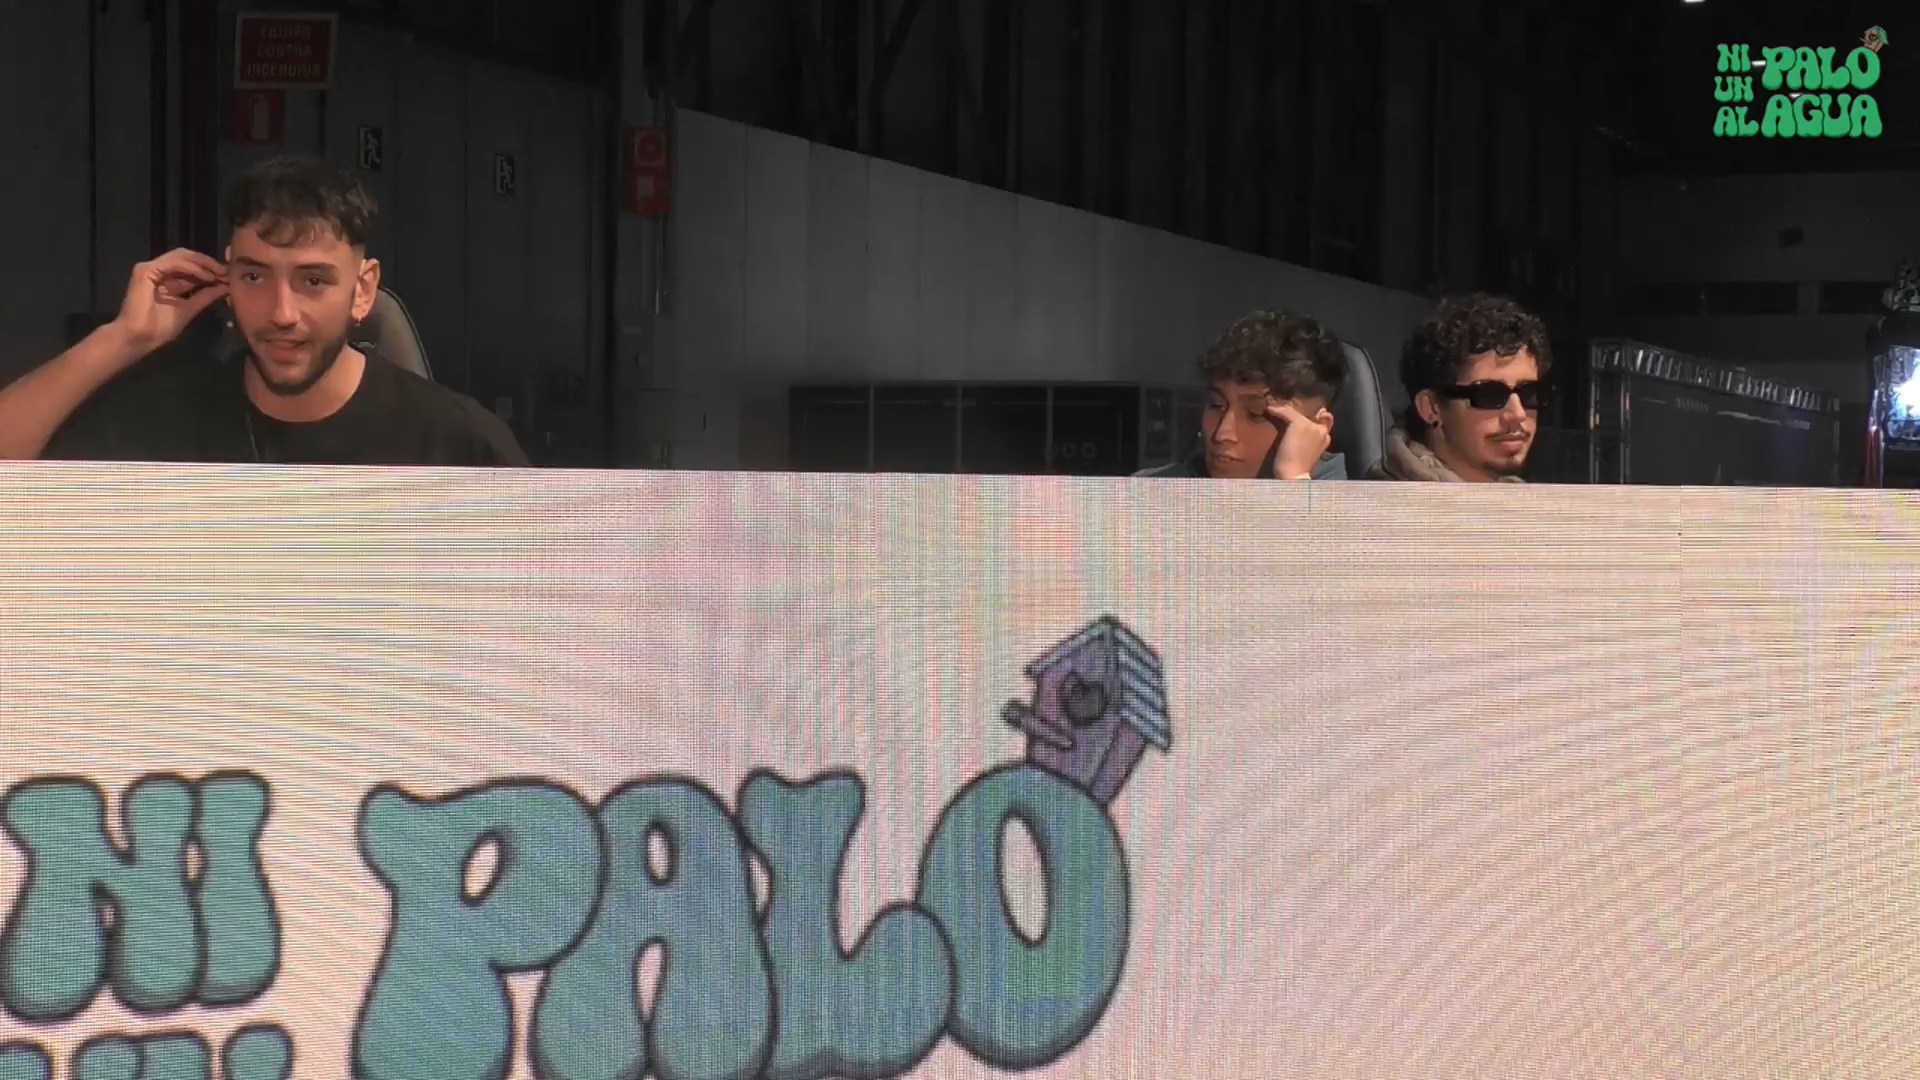 EQUIPO
CONTRA
INCENDIOS
NI PALO
UN
AL AGUA
NI PALO